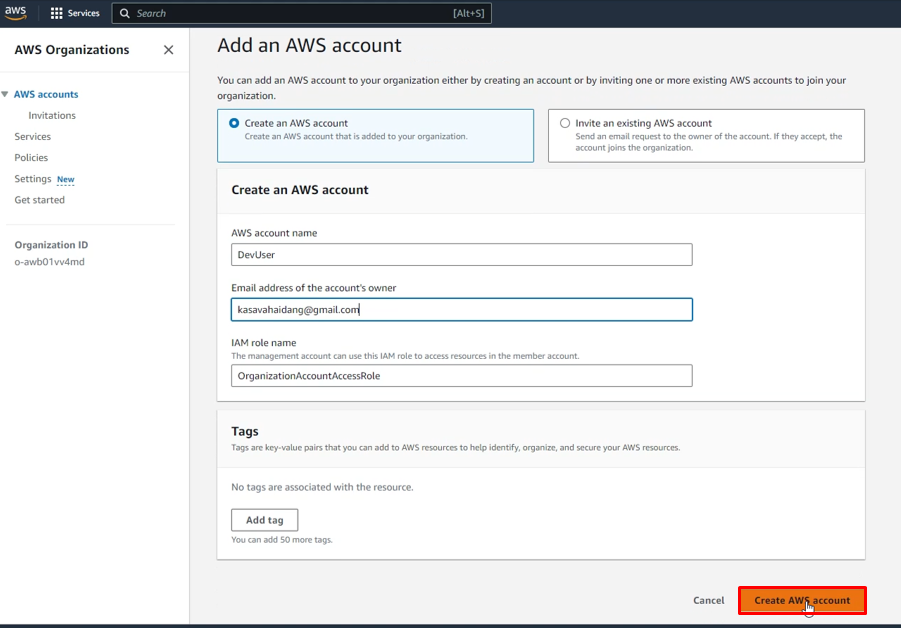 aws
Services
Search
[Alt+S]
AWS Organizations
AWS accounts
Invitations
Services
Policies
Settings New
Get started
Organization ID
o-awb01vv4md
Add an AWS account
You can add an AWS account to your organization either by creating an account or by inviting one or more existing AWS accounts to join your
organization.
Create an AWS account
Create an AWS account that is added to your organization.
Invite an existing AWS account
Send an email request to the owner of the account. If they accept, the
account joins the organization.
Create an AWS account
AWS account name
DevUser
Email address of the account's owner
kasavahaidang@gmail.com
IAM role name
The management account can use this IAM role to access resources in the member account.
OrganizationAccountAccessRole
Tags
Tags are key-value pairs that you can add to AWS resources to help identify, organize, and secure your AWS resources.
No tags are associated with the resource.
Add tag
You can add 50 more tags.
Cancel
Create AWS account